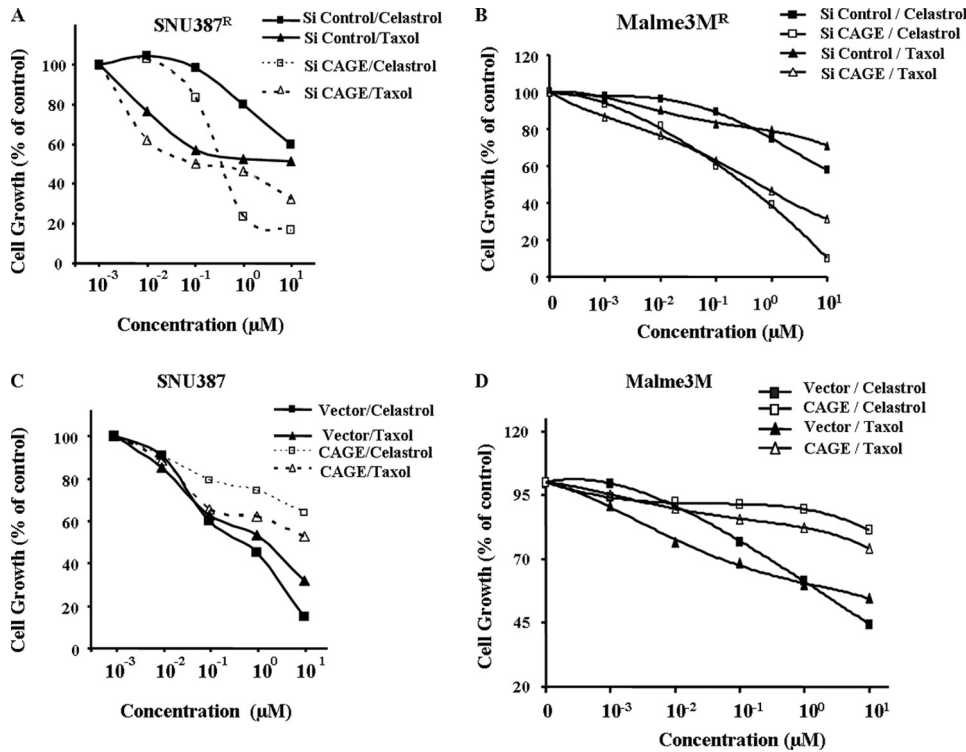 A
SNU387ᴿ
Si Control/Celastrol
Si Control/Taxol
Si CAGE/Celastrol
Si CAGE/Taxol
Cell Growth (% of control)
120
100
80
60
40
20
0
10⁻³ 10⁻² 10⁻¹ 10⁰ 10¹
Concentration (μM)
B
Malme3Mᴿ
Si Control / Celastrol
Si CAGE / Celastrol
Si Control / Taxol
Si CAGE / Taxol
Cell Growth (% of control)
120
100
80
60
40
20
0
0 10⁻³ 10⁻² 10⁻¹ 10⁰ 10¹
Concentration (μM)
C
SNU387
Vector/Celastrol
Vector/Taxol
CAGE/Celastrol
CAGE/Taxol
Cell Growth (% of control)
100
80
60
40
20
0
10⁻³ 10⁻² 10⁻¹ 10⁰ 10¹
Concentration (μM)
D
Malme3M
Vector / Celastrol
CAGE / Celastrol
Vector / Taxol
CAGE / Taxol
Cell Growth (% of control)
120
95
70
45
20
0 10⁻³ 10⁻² 10⁻¹ 10⁰ 10¹
Concentration (μM)